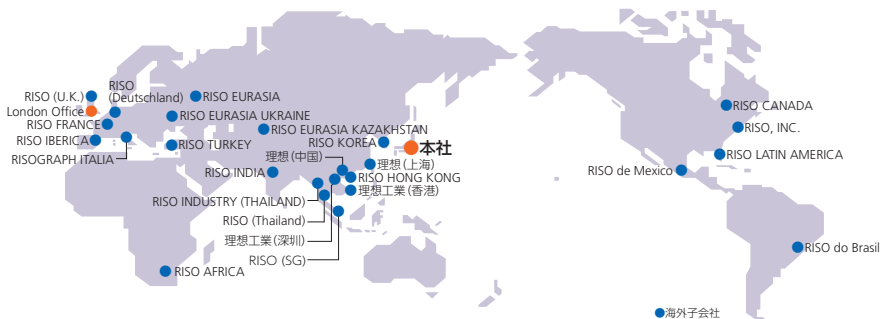 RISO (U.K.)
RISO
(Deutschland)
London Office
RISO FRANCE
RISO IBERICA
RISOGRAPH ITALIA
RISO EURASIA
RISO EURASIA UKRAINE
RISO TURKEY
RISO EURASIA KAZAKHSTAN
RISO KOREA
本社
理想(中国)
理想(上海)
RISO INDIA
RISO HONG KONG
理想工業(香港)
RISO INDUSTRY (THAILAND)
RISO (Thailand)
理想工業(深圳)
RISO (SG)
RISO AFRICA
RISO CANADA
RISO, INC.
RISO LATIN AMERICA
RISO de Mexico
RISO do Brasil
海外子会社